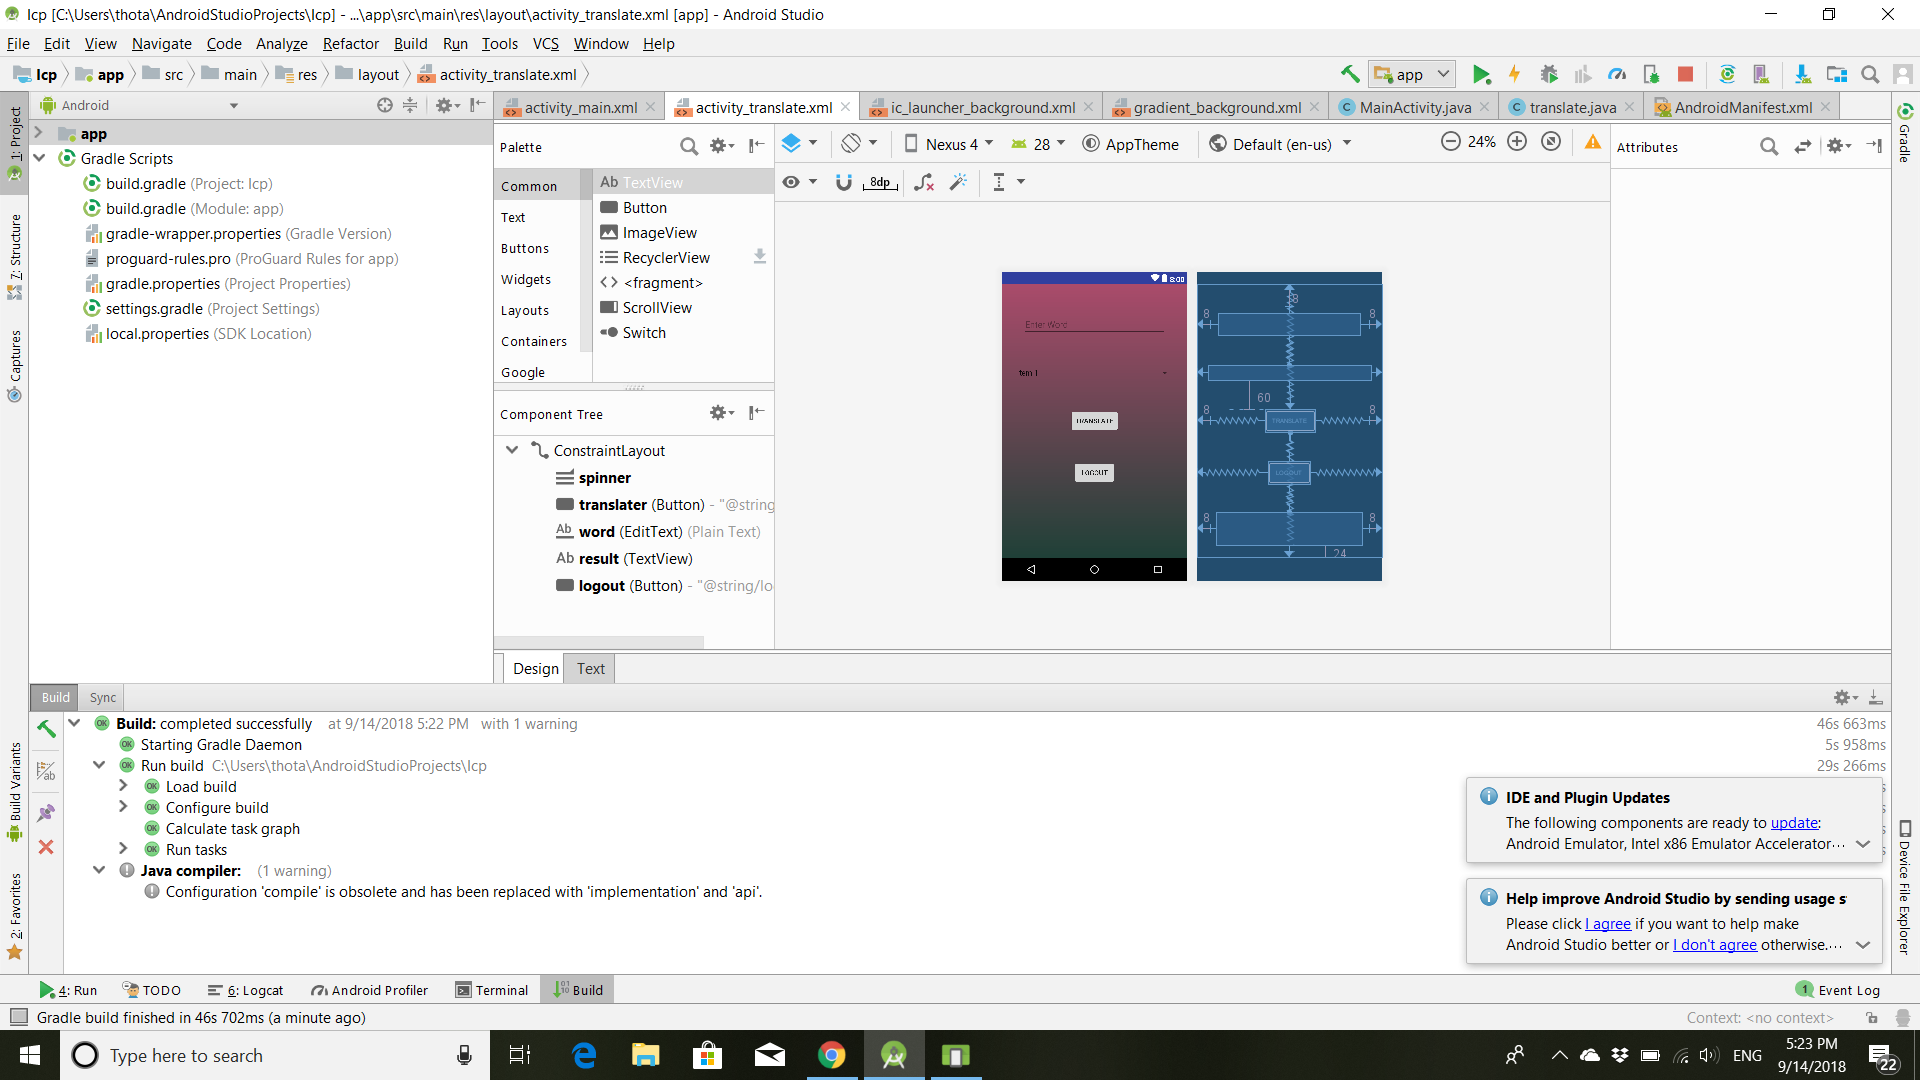 Icp [C:\Users\thota\AndroidStudioProjects\Icp] - ...\app\src\main\res\layout\activity_translate.xml [app] - Android Studio
File Edit View Navigate Code Analyze Refactor Build Run Tools VCS Window Help
Icp app src main res layout activity_translate.xml
app
Android
activity_main.xml activity_translate.xml ic_launcher_background.xml gradient_background.xml MainActivity.java translate.java AndroidManifest.xml
1: Project
7: Structure
Captures
Build Variants
2: Favorites
Gradle
Device File Explorer
app
Gradle Scripts
build.gradle (Project: Icp)
build.gradle (Module: app)
gradle-wrapper.properties (Gradle Version)
proguard-rules.pro (ProGuard Rules for app)
gradle.properties (Project Properties)
settings.gradle (Project Settings)
local.properties (SDK Location)
Palette
Common
Text
Buttons
Widgets
Layouts
Containers
Google
Ab TextView
Button
ImageView
RecyclerView
<fragment>
ScrollView
Switch
Component Tree
ConstraintLayout
spinner
translater (Button) - "@string
Ab word (EditText) (Plain Text)
Ab result (TextView)
logout (Button) - "@string/lo
Nexus 4 28 AppTheme Default (en-us) 24%
8dp
Attributes
8:00
Enter Word
Item 1
TRANSLATE
LOGOUT
8
8 8
60
8 8
TRANSLATE
LOGOUT
8 8
24
Design Text
Build Sync
Build: completed successfully at 9/14/2018 5:22 PM with 1 warning 46s 663ms
Starting Gradle Daemon 5s 958ms
Run build C:\Users\thota\AndroidStudioProjects\Icp 29s 266ms
Load build
Configure build
Calculate task graph
Run tasks
Java compiler: (1 warning)
Configuration 'compile' is obsolete and has been replaced with 'implementation' and 'api'.
IDE and Plugin Updates
The following components are ready to update:
Android Emulator, Intel x86 Emulator Accelerator...
Help improve Android Studio by sending usage s
Please click I agree if you want to help make
Android Studio better or I don't agree otherwise....
4: Run TODO 6: Logcat Android Profiler Terminal Build 1 Event Log
Gradle build finished in 46s 702ms (a minute ago) Context: <no context>
Type here to search
ENG
5:23 PM
9/14/2018
22